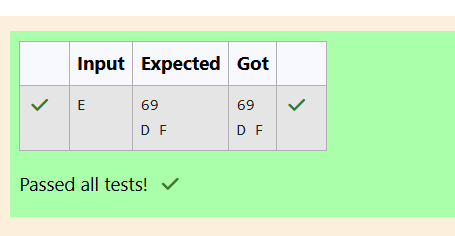 Input Expected Got
E 69 69
D F D F
Passed all tests!